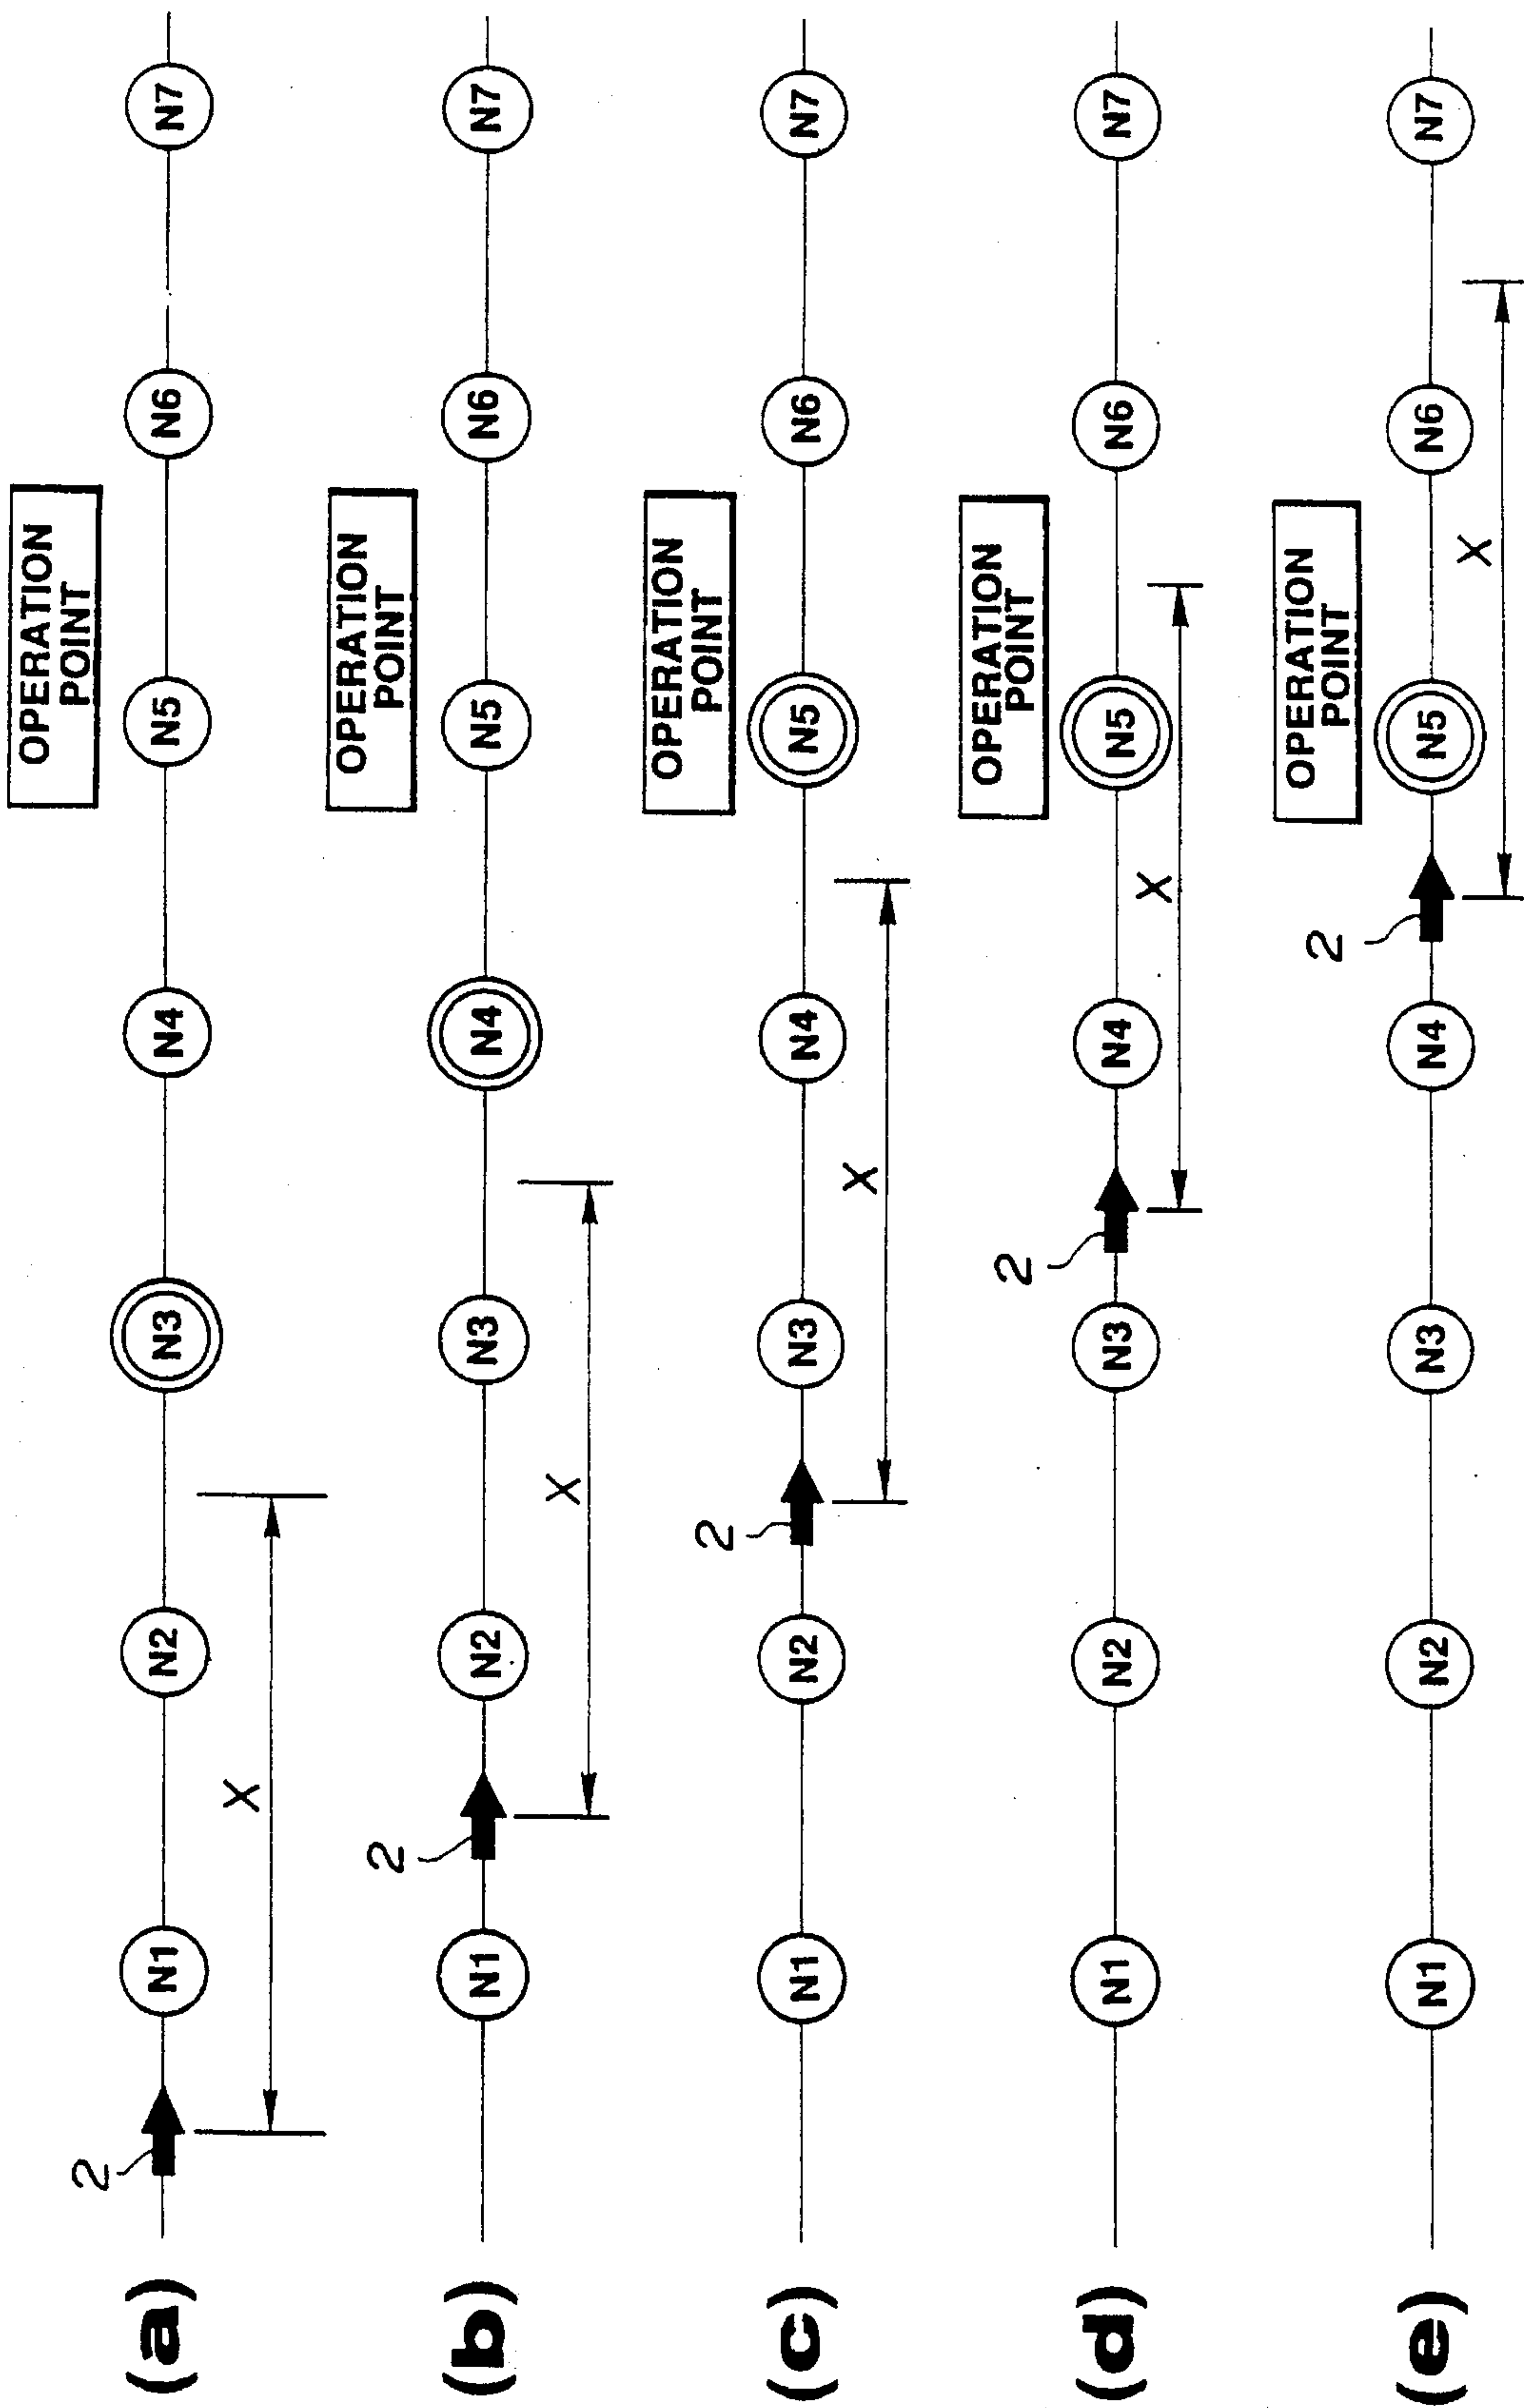 OPERATION
POINT
2
X
(a)
N1
N2
N3
N4
N5
N6
N7
OPERATION
POINT
2
X
(b)
N1
N2
N3
N4
N5
N6
N7
OPERATION
POINT
2
X
(c)
N1
N2
N3
N4
N5
N6
N7
OPERATION
POINT
2
X
(d)
N1
N2
N3
N4
N5
N6
N7
OPERATION
POINT
2
X
(e)
N1
N2
N3
N4
N5
N6
N7